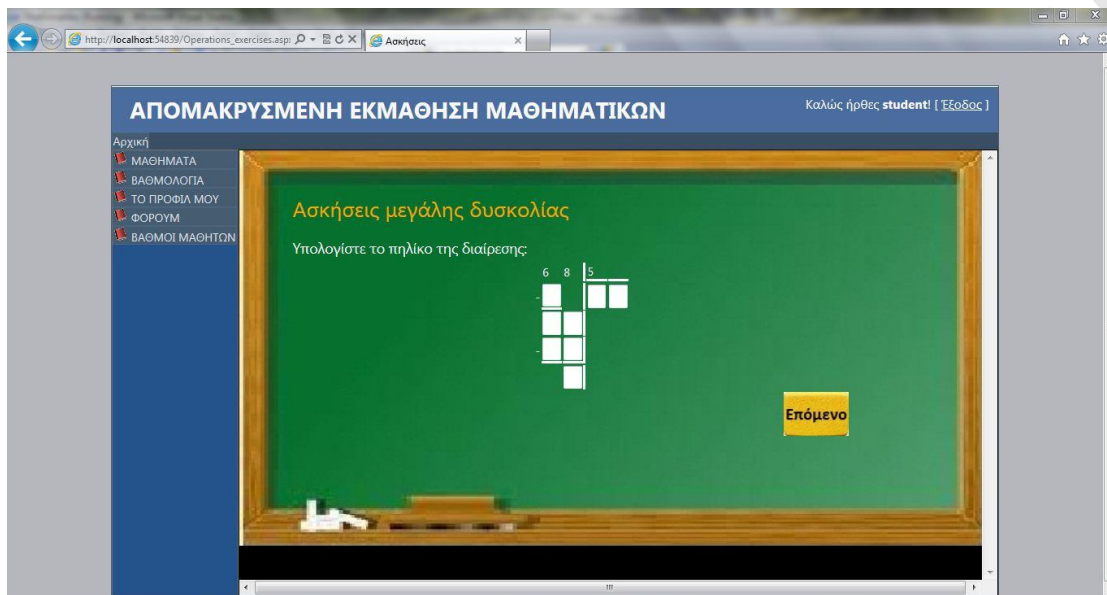 http://localhost:54839/Operations_exercises.asp:
Ασκήσεις
ΑΠΟΜΑΚΡΥΣΜΕΝΗ ΕΚΜΑΘΗΣΗ ΜΑΘΗΜΑΤΙΚΩΝ
Καλώς ήρθες student! [ Έξοδος ]
Αρχική
ΜΑΘΗΜΑΤΑ
ΒΑΘΜΟΛΟΓΙΑ
ΤΟ ΠΡΟΦΙΛ ΜΟΥ
ΦΟΡΟΥΜ
ΒΑΘΜΟΙ ΜΑΘΗΤΩΝ
Ασκήσεις μεγάλης δυσκολίας
Υπολογίστε το πηλίκο της διαίρεσης:
6 8 5
-
-
Επόμενο